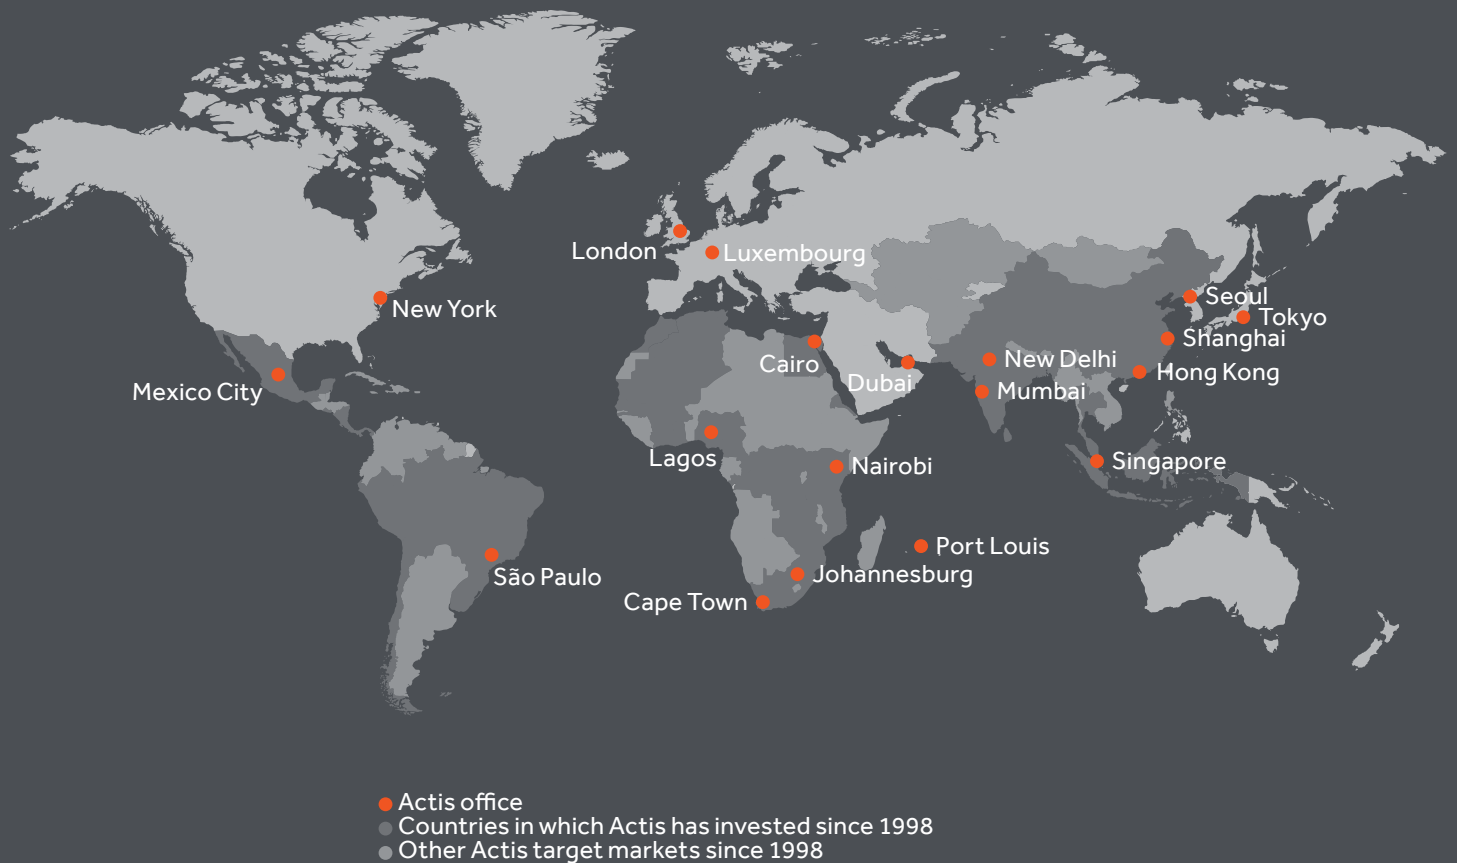 London
Luxembourg
New York
Seoul
Tokyo
Shanghai
Cairo
New Delhi
Hong Kong
Dubai
Mexico City
Mumbai
Lagos
Nairobi
Singapore
Port Louis
São Paulo
Johannesburg
Cape Town
Actis office
Countries in which Actis has invested since 1998
Other Actis target markets since 1998